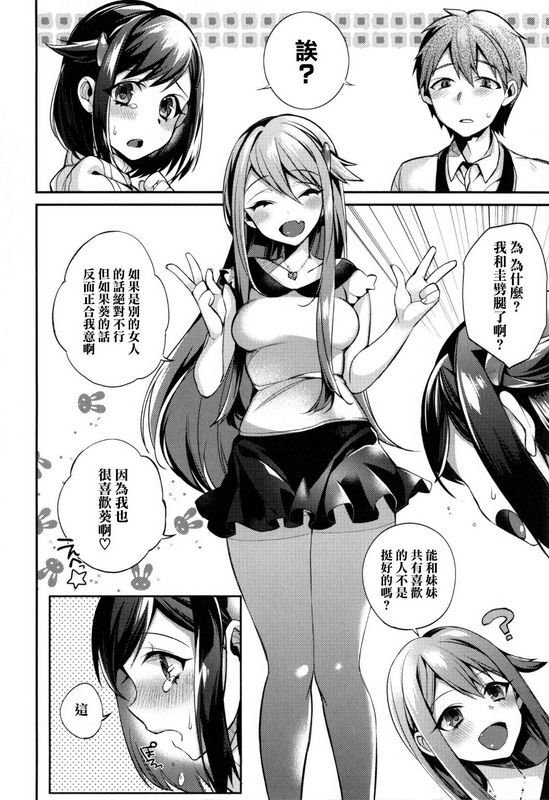 誒?
為 為什麼?
我和圭劈腿了啊?
如果是別的女人
的話絕對不行
但如果葵的話
反而正合我意啊
因為我也
很喜歡葵啊♡
えへっ☆
能和妹妹
共有喜歡
的人不是
挺好的嗎?
?
這